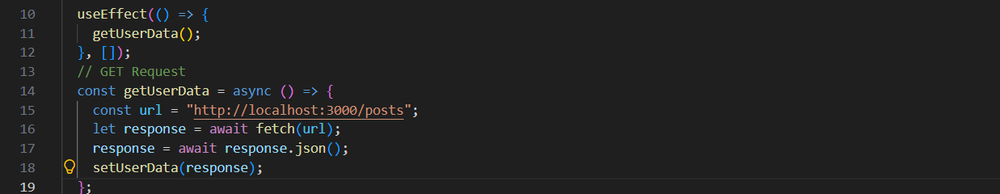 10 useEffect(() => {
11 getUserData();
12 }, []);
13 // GET Request
14 const getUserData = async () => {
15 const url = "http://localhost:3000/posts";
16 let response = await fetch(url);
17 response = await response.json();
18 setUserData(response);
19 };